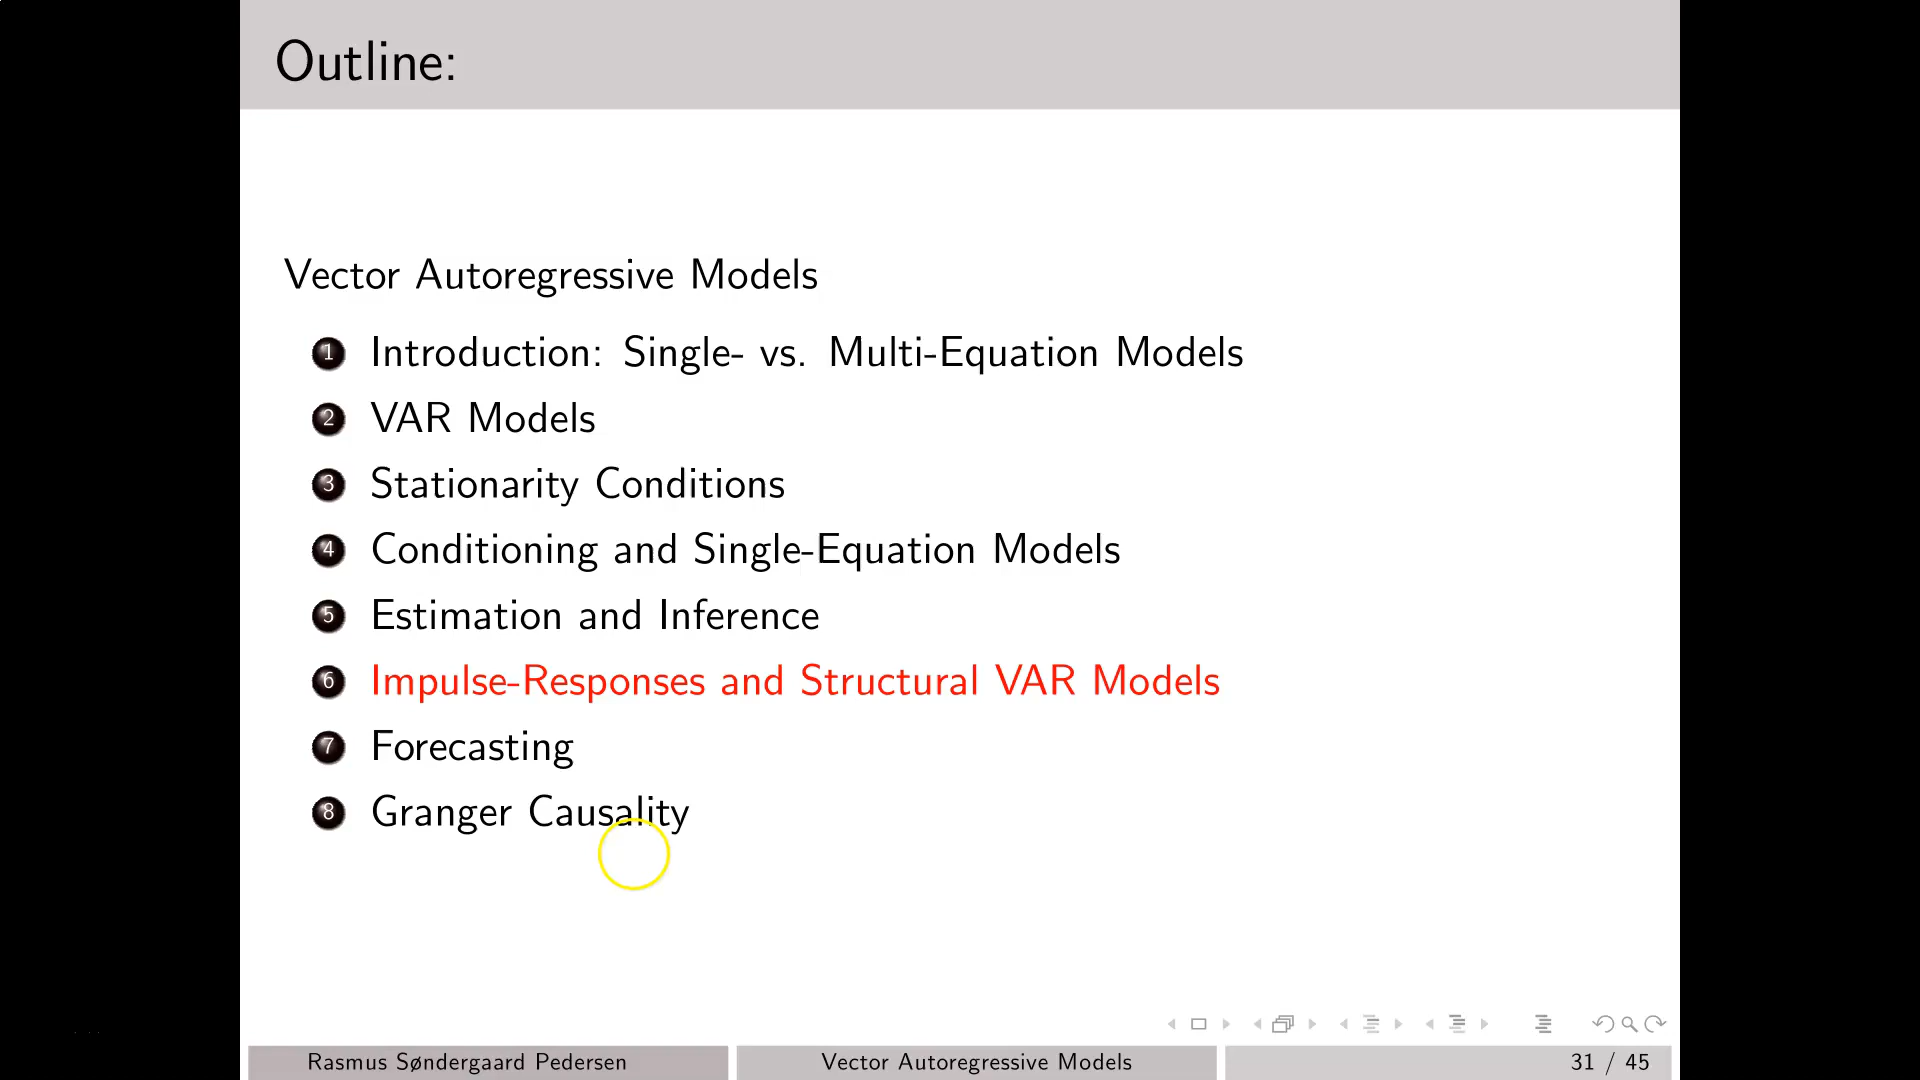 Outline:
Vector Autoregressive Models
1 Introduction: Single- vs. Multi-Equation Models
2 VAR Models
3 Stationarity Conditions
4 Conditioning and Single-Equation Models
5 Estimation and Inference
6 Impulse-Responses and Structural VAR Models
7 Forecasting
8 Granger Causality
Rasmus Søndergaard Pedersen Vector Autoregressive Models 31 / 45